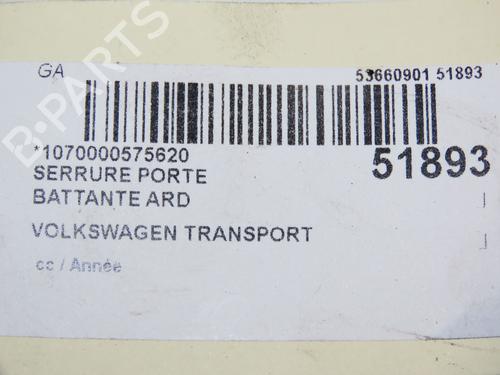 GA
53660901 51893
*1070000575620
51893
SERRURE PORTE
BATTANTE ARD
VOLKSWAGEN TRANSPORT
cc / Année
B-PARTS